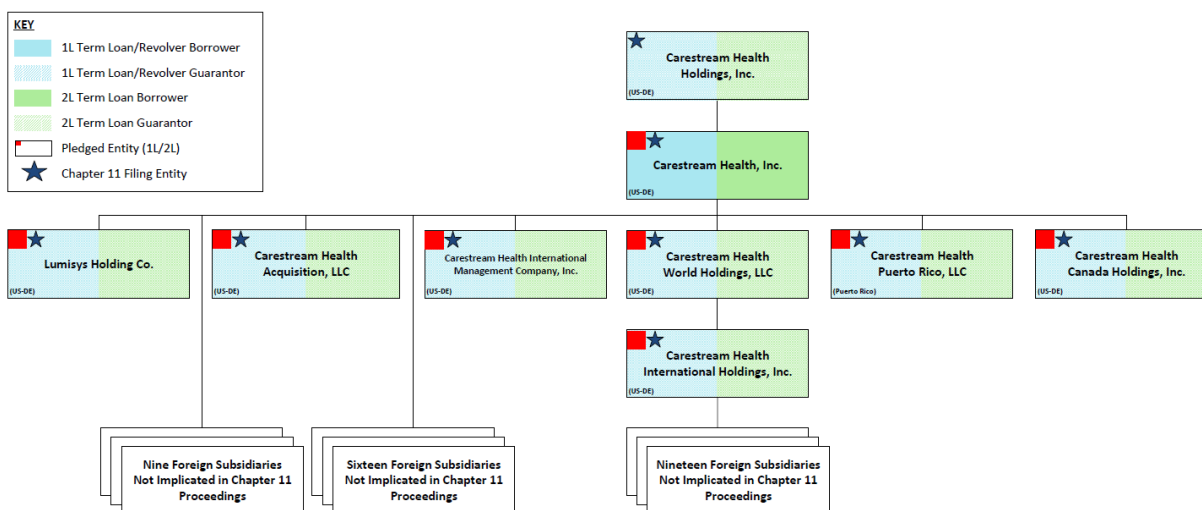 KEY
1L Term Loan/Revolver Borrower
1L Term Loan/Revolver Guarantor
2L Term Loan Borrower
2L Term Loan Guarantor
Pledged Entity (1L/2L)
Chapter 11 Filing Entity
Carestream Health
Holdings, Inc.
(US-DE)
Carestream Health, Inc.
(US-DE)
Lumisys Holding Co.
(US-DE)
Carestream Health
Acquisition, LLC
(US-DE)
Carestream Health International
Management Company, Inc.
(US-DE)
Carestream Health
World Holdings, LLC
(US-DE)
Carestream Health
Puerto Rico, LLC
(Puerto Rico)
Carestream Health
Canada Holdings, Inc.
(US-DE)
Carestream Health
International Holdings, Inc.
(US-DE)
Nine Foreign Subsidiaries
Not Implicated in Chapter 11
Proceedings
Sixteen Foreign Subsidiaries
Not Implicated in Chapter 11
Proceedings
Nineteen Foreign Subsidiaries
Not Implicated in Chapter 11
Proceedings